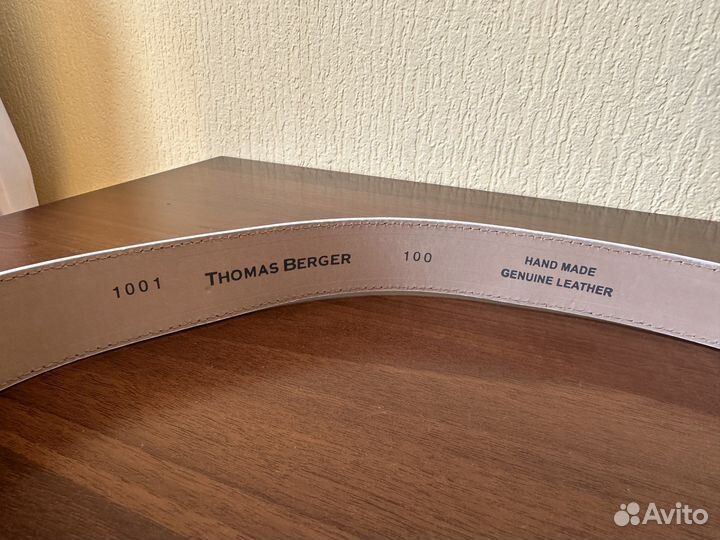 1001 THOMAS BERGER 100
HAND MADE
GENUINE LEATHER
Avito